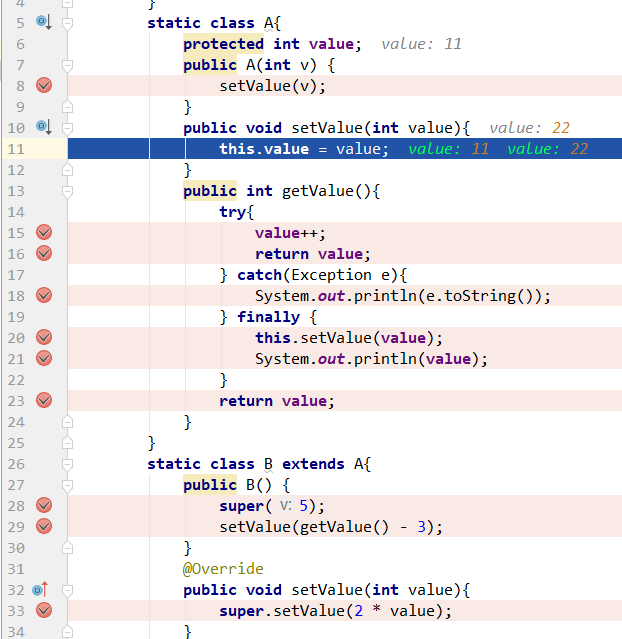 4 }
5 static class A{
6 protected int value; value: 11
7 public A(int v) {
8 setValue(v);
9 }
10 public void setValue(int value){ value: 22
11 this.value = value; value: 11 value: 22
12 }
13 public int getValue(){
14 try{
15 value++;
16 return value;
17 } catch(Exception e){
18 System.out.println(e.toString());
19 } finally {
20 this.setValue(value);
21 System.out.println(value);
22 }
23 return value;
24 }
25 }
26 static class B extends A{
27 public B() {
28 super( v: 5);
29 setValue(getValue() - 3);
30 }
31 @Override
32 public void setValue(int value){
33 super.setValue(2 * value);
34 }